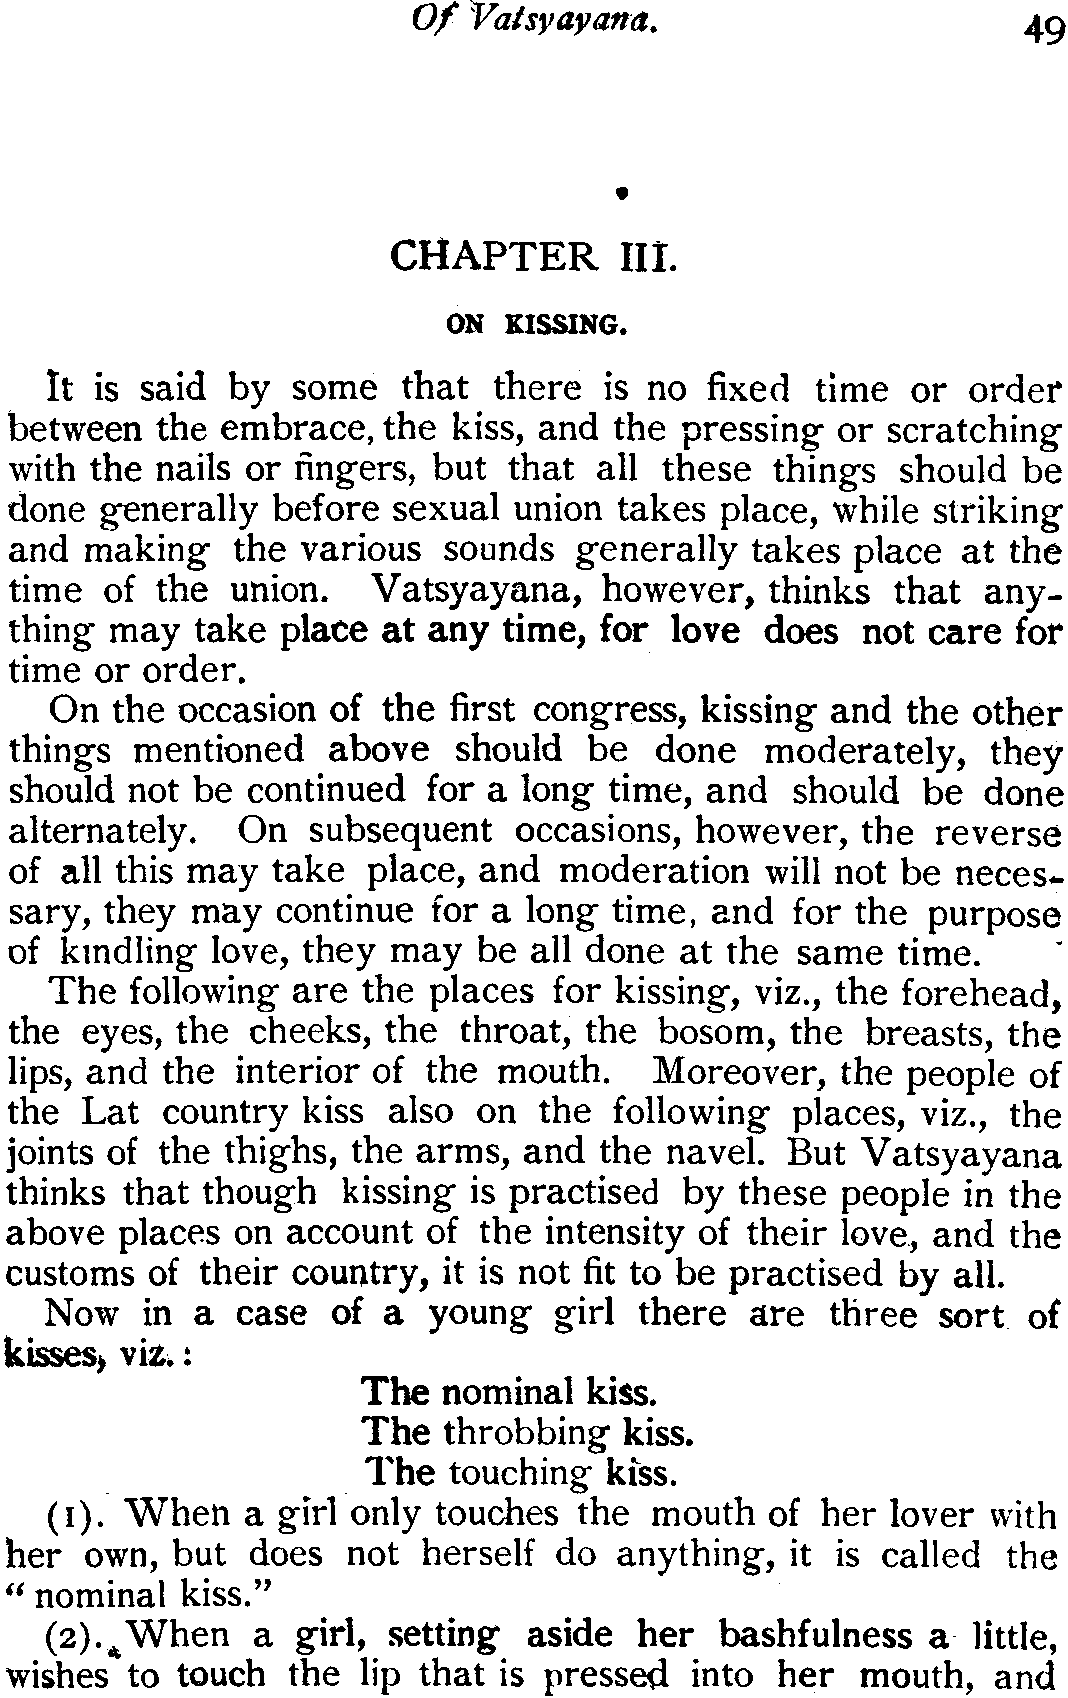 Of Vatsyayana.
49
CHAPTER III.
ON KISSING.
It is said by some that there is no fixed time or order
between the embrace, the kiss, and the pressing or scratching
with the nails or fingers, but that all these things should be
done generally before sexual union takes place, while striking
and making the various sounds generally takes place at the
time of the union. Vatsyayana, however, thinks that any-
thing may take place at any time, for love does not care for
time or order.
On the occasion of the first congress, kissing and the other
things mentioned above should be done moderately, they
should not be continued for a long time, and should be done
alternately. On subsequent occasions, however, the reverse
of all this may take place, and moderation will not be neces-
sary, they may continue for a long time, and for the purpose
of kindling love, they may be all done at the same time.
The following are the places for kissing, viz., the forehead,
the eyes, the cheeks, the throat, the bosom, the breasts, the
lips, and the interior of the mouth. Moreover, the people of
the Lat country kiss also on the following places, viz., the
joints of the thighs, the arms, and the navel. But Vatsyayana
thinks that though kissing is practised by these people in the
above places on account of the intensity of their love, and the
customs of their country, it is not fit to be practised by all.
Now in a case of a young girl there are three sort of
kisses, viz. :
The nominal kiss.
The throbbing kiss.
The touching kiss.
(1). When a girl only touches the mouth of her lover with
her own, but does not herself do anything, it is called the
“ nominal kiss.”
(2). When a girl, setting aside her bashfulness a little,
wishes to touch the lip that is pressed into her mouth, and